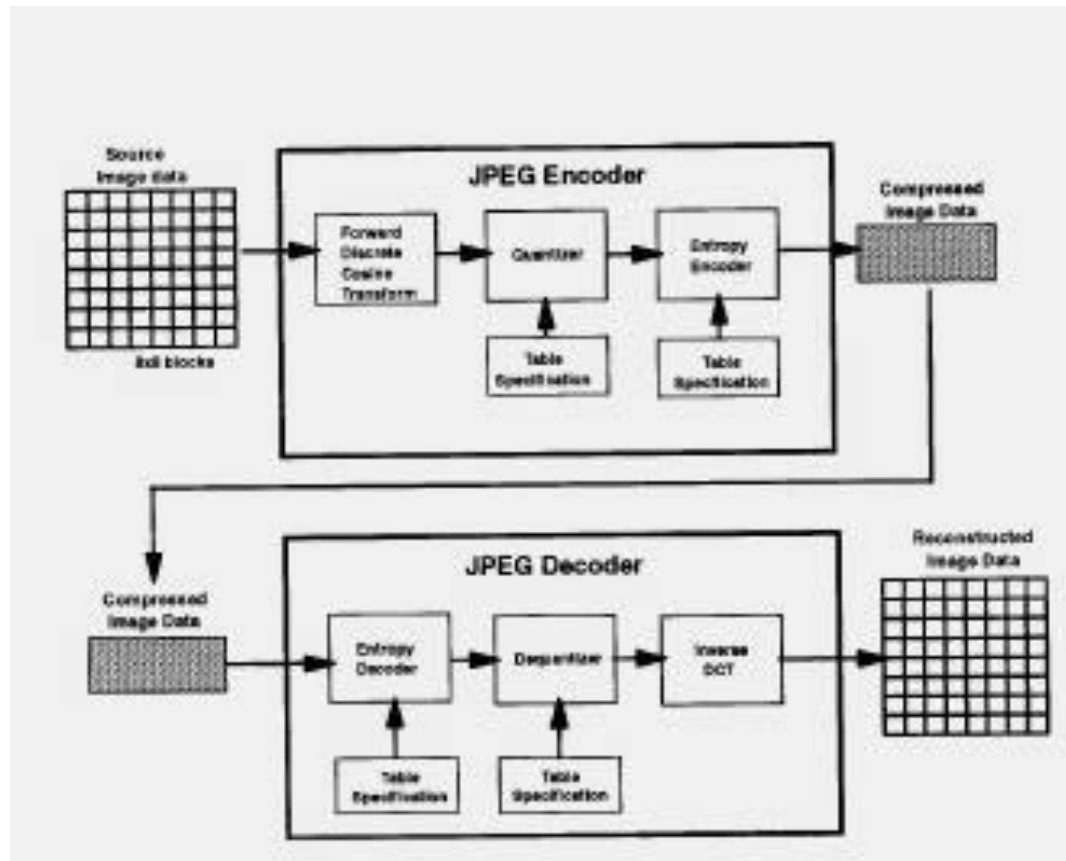 Source
Image data
8x8 blocks
JPEG Encoder
Forward
Discrete
Cosine
Transform
Quantizer
Entropy
Encoder
Table
Specification
Table
Specification
Compressed
Image Data
Compressed
Image Data
JPEG Decoder
Entropy
Decoder
Dequantizer
Inverse
DCT
Table
Specification
Table
Specification
Reconstructed
Image Data